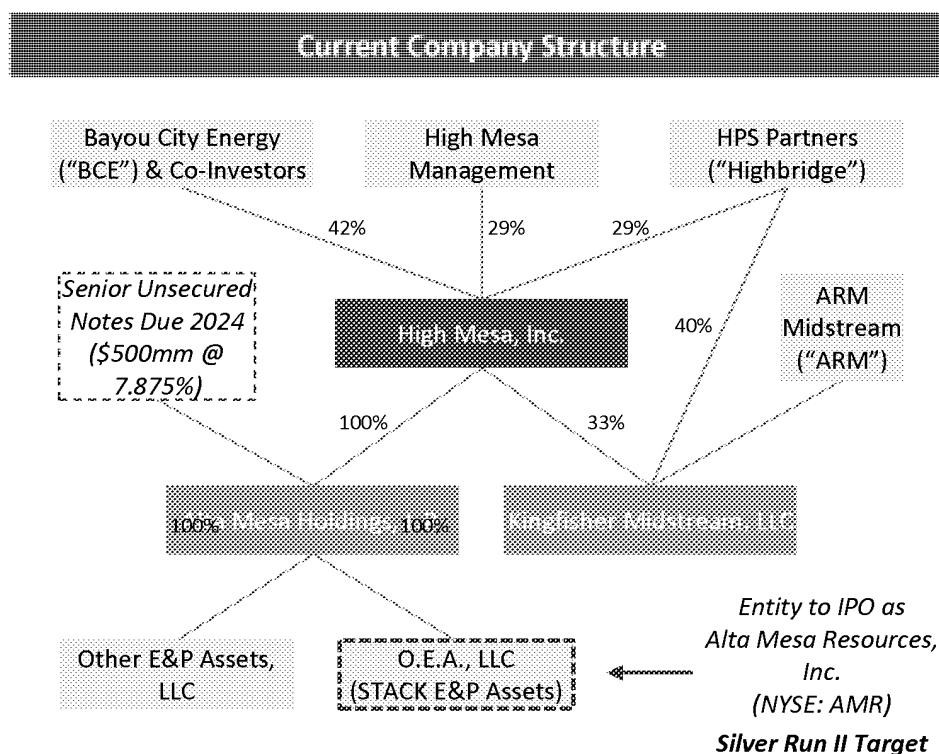 Current Company Structure
Bayou City Energy
(“BCE”) & Co-Investors
High Mesa
Management
HPS Partners
(“Highbridge”)
42%
29%
29%
Senior Unsecured
Notes Due 2024
($500mm @
7.875%)
High Mesa, Inc.
40%
ARM
Midstream
(“ARM”)
100%
33%
100%
Mesa Holdings,
100%
Kingfisher Midstream, LLC
Other E&P Assets,
LLC
O.E.A., LLC
(STACK E&P Assets)
Entity to IPO as
Alta Mesa Resources,
Inc.
(NYSE: AMR)
Silver Run II Target